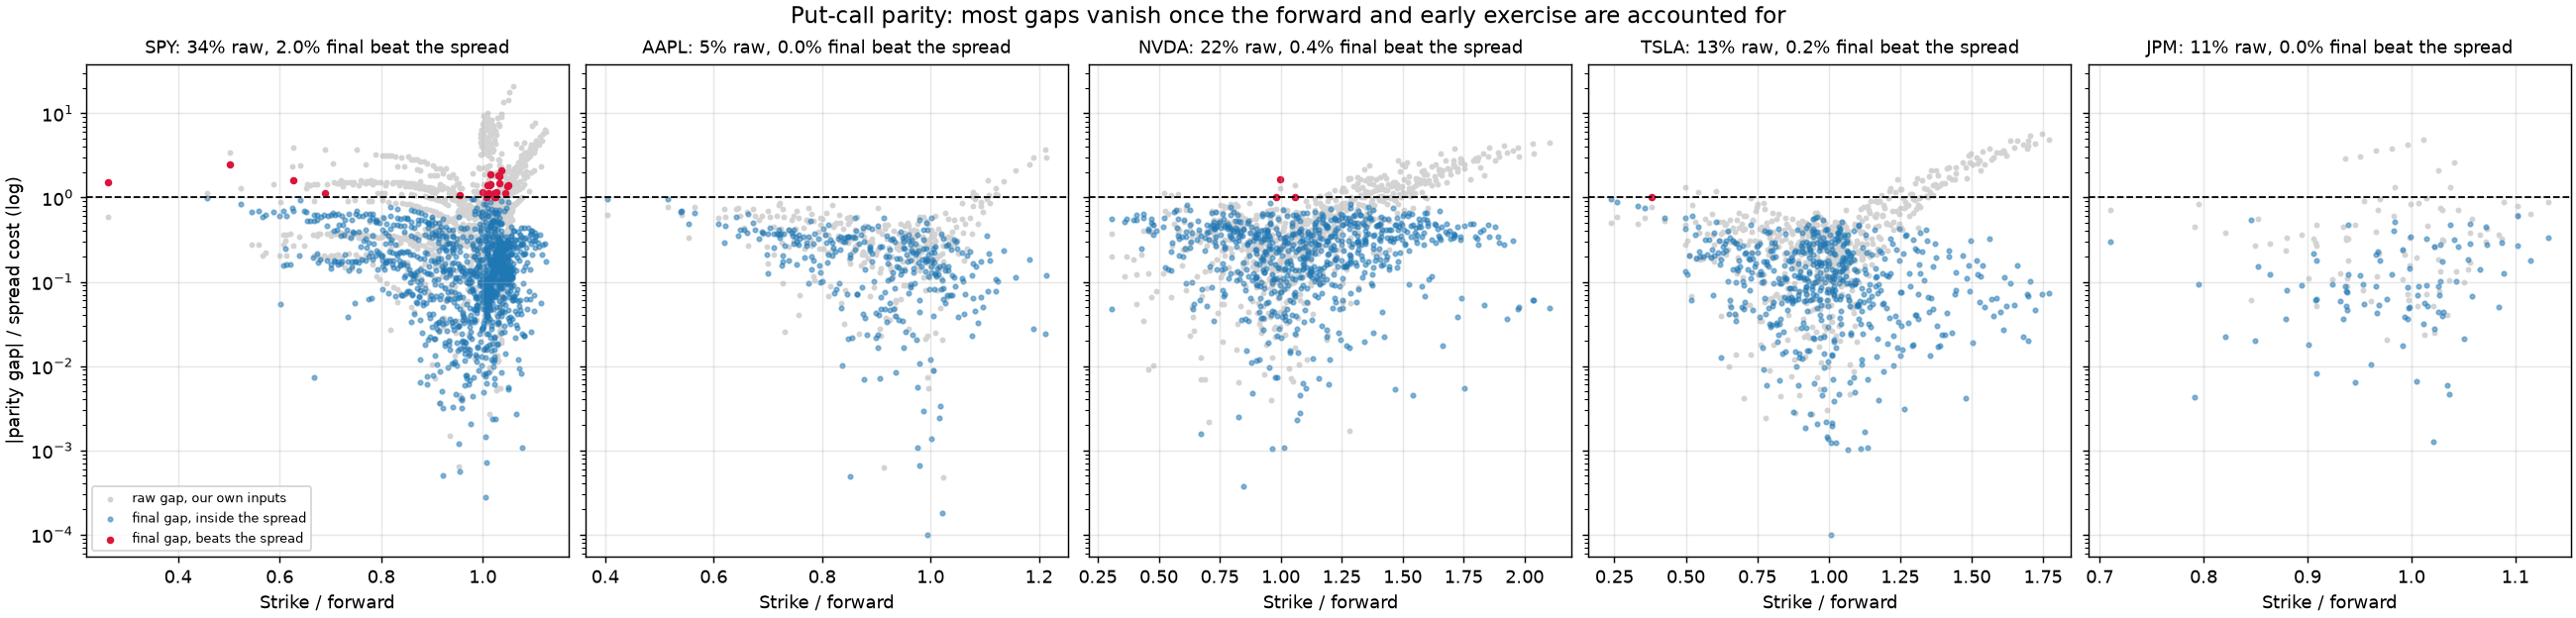 Put-call parity: most gaps vanish once the forward and early exercise are accounted for
SPY: 34% raw, 2.0% final beat the spread
AAPL: 5% raw, 0.0% final beat the spread
NVDA: 22% raw, 0.4% final beat the spread
TSLA: 13% raw, 0.2% final beat the spread
JPM: 11% raw, 0.0% final beat the spread
|parity gap| / spread cost (log)
10¹
10⁰
10⁻¹
10⁻²
10⁻³
10⁻⁴
raw gap, our own inputs
final gap, inside the spread
final gap, beats the spread
0.4 0.6 0.8 1.0
0.4 0.6 0.8 1.0 1.2
0.25 0.50 0.75 1.00 1.25 1.50 1.75 2.00
0.25 0.50 0.75 1.00 1.25 1.50 1.75
0.7 0.8 0.9 1.0 1.1
Strike / forward
Strike / forward
Strike / forward
Strike / forward
Strike / forward